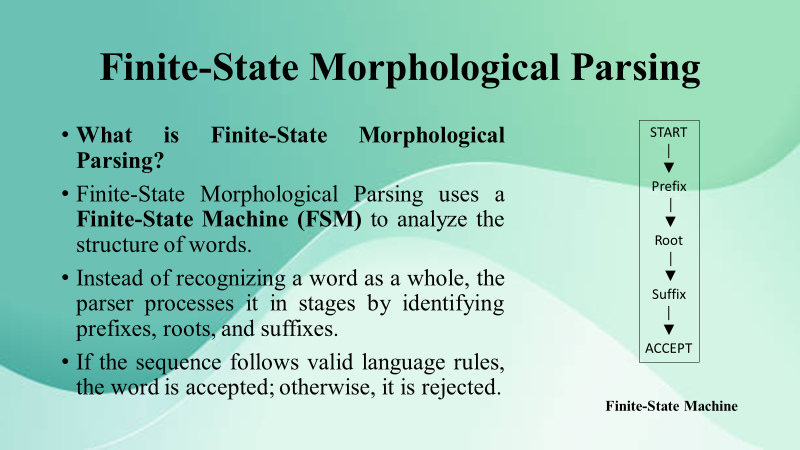 Finite-State Morphological Parsing
• What is Finite-State Morphological
Parsing?
• Finite-State Morphological Parsing uses a
Finite-State Machine (FSM) to analyze the
structure of words.
• Instead of recognizing a word as a whole, the
parser processes it in stages by identifying
prefixes, roots, and suffixes.
• If the sequence follows valid language rules,
the word is accepted; otherwise, it is rejected.
START
|
▼
Prefix
|
▼
Root
|
▼
Suffix
|
▼
ACCEPT
Finite-State Machine